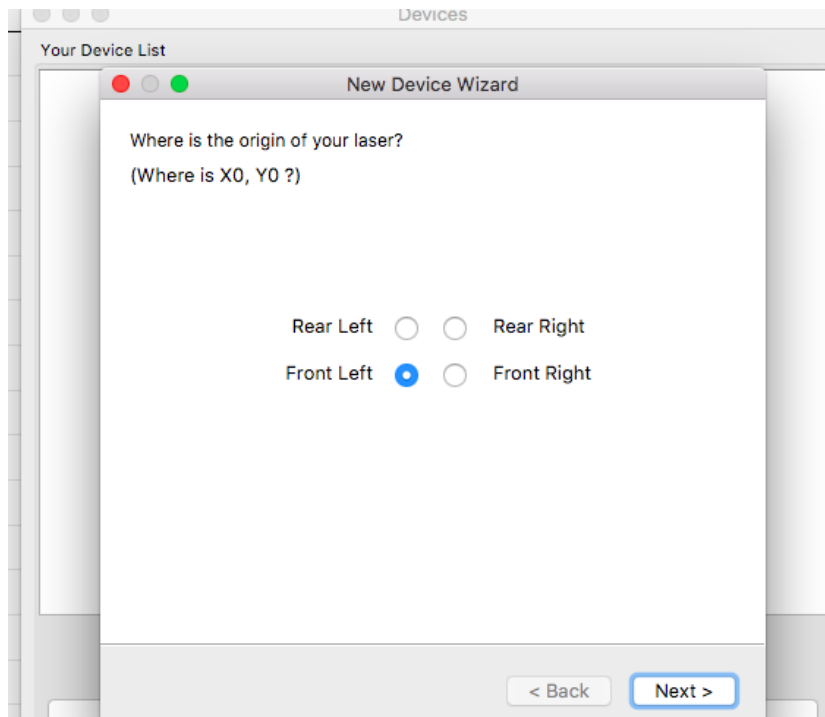 Devices
Your Device List
New Device Wizard
Where is the origin of your laser?
(Where is X0, Y0 ?)
Rear Left Rear Right
Front Left Front Right
< Back Next >